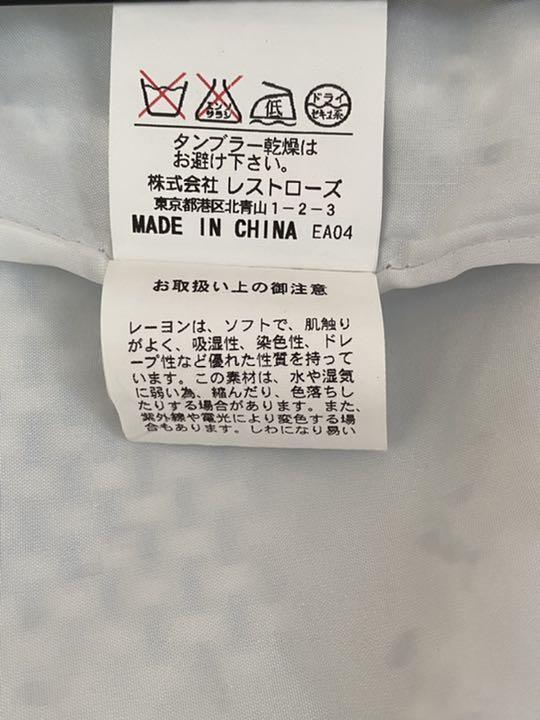 エンソ
サラシ
低
ドライ
セキユ系
タンブラー乾燥は
お避け下さい。
株式会社 レストローズ
東京都港区北青山1-2-3
MADE IN CHINA EA04
お取扱い上の御注意
レーヨンは、ソフトで、肌触り
がよく、吸湿性、染色性、ドレ
ープ性など優れた性質を持って
います。この素材は、水や湿気
に弱い為、縮んだり、色落ちし
たりする場合があります。また、
紫外線や電光により変色する場
合もあります。しわになり易い